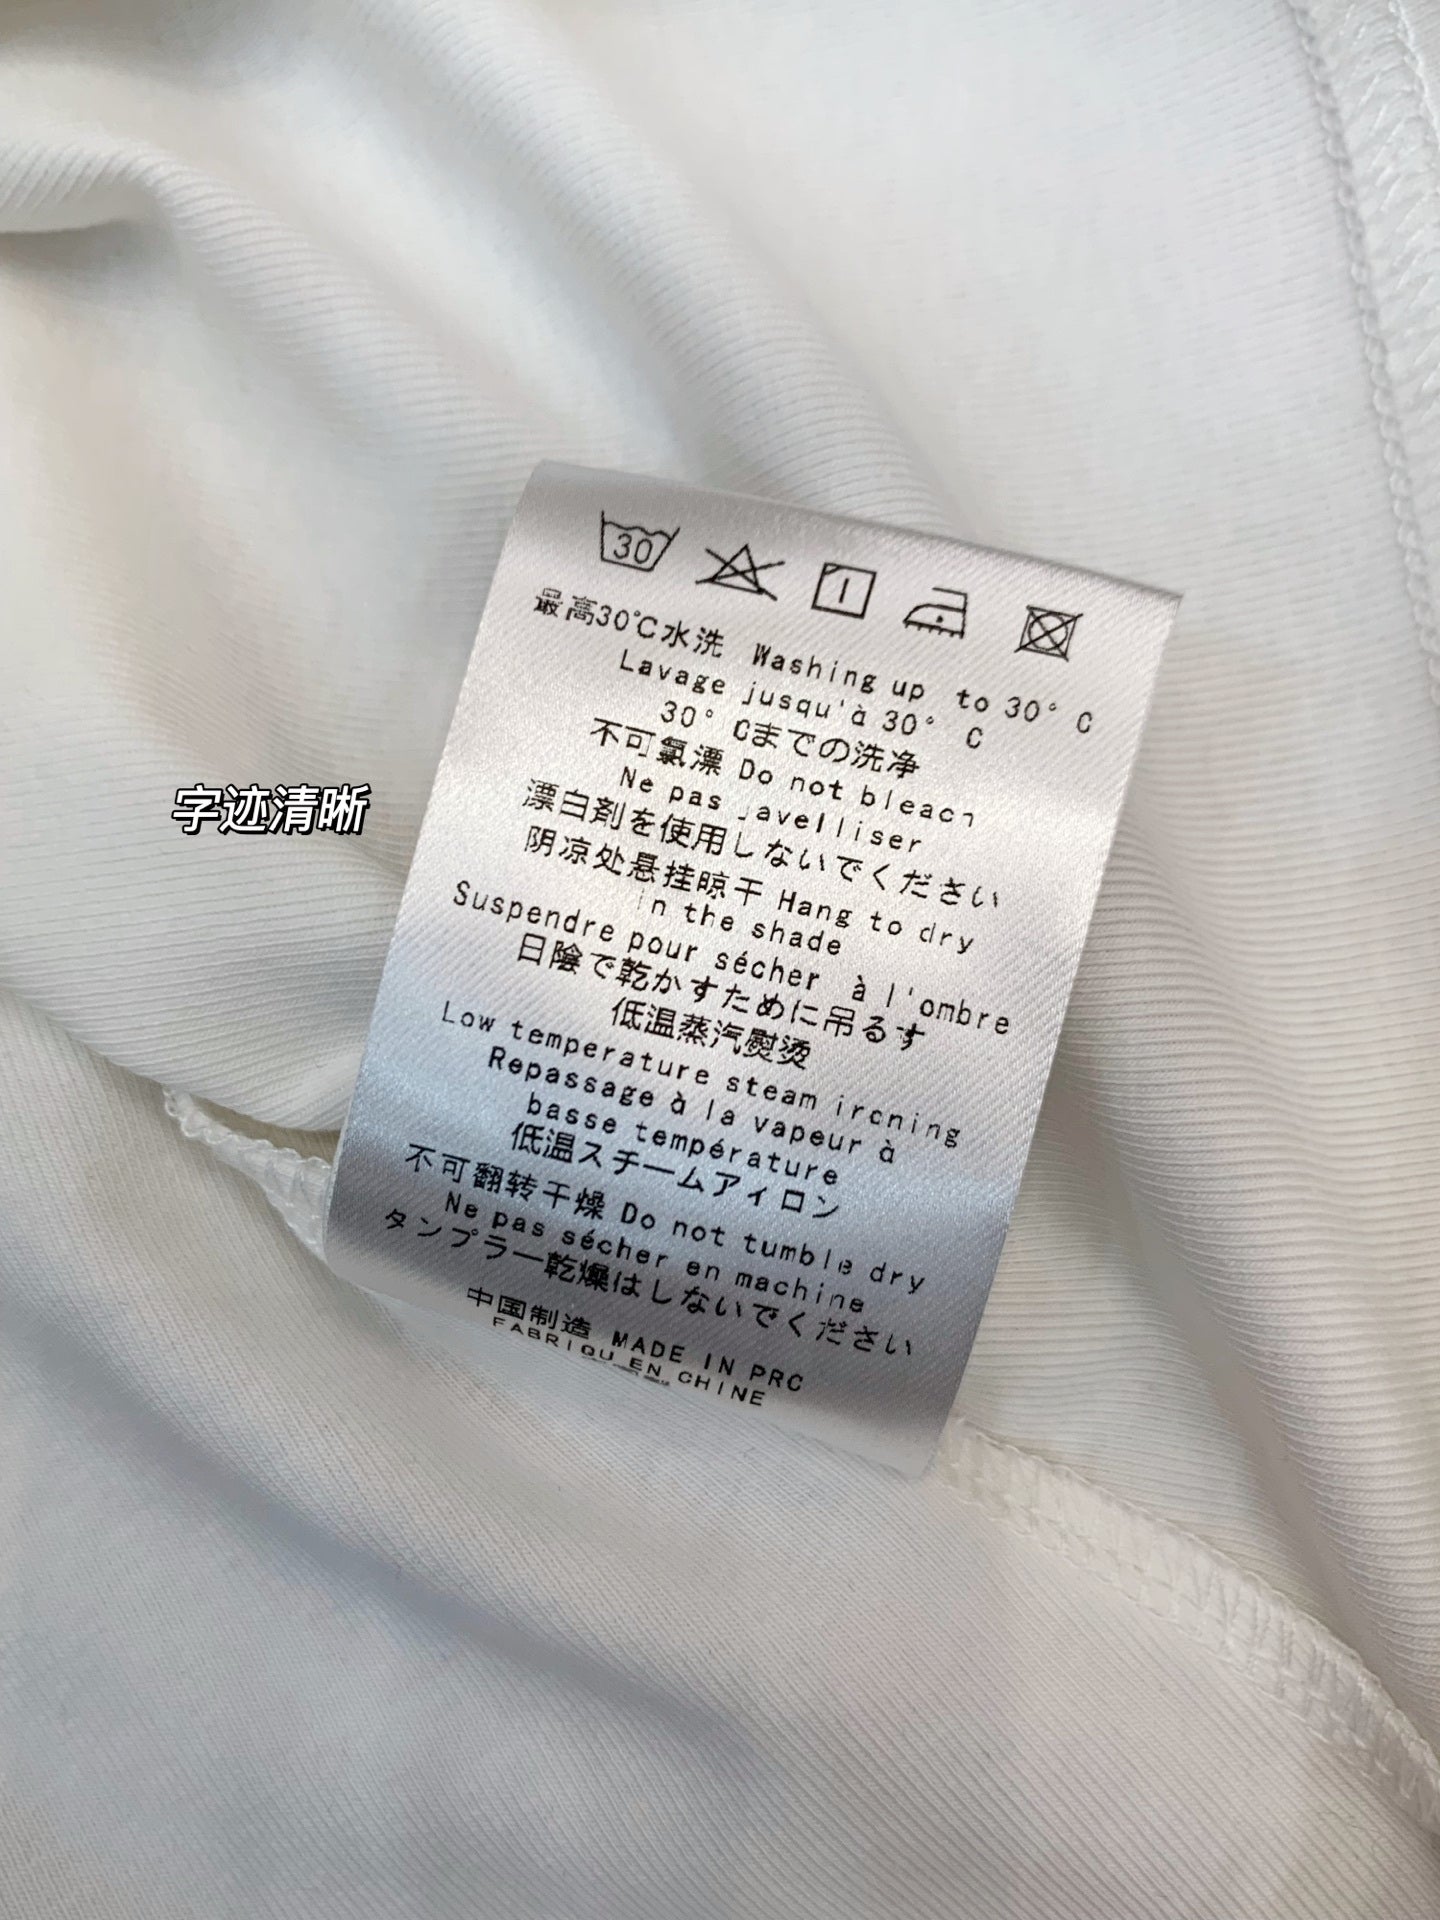 30
最高30℃水洗 Washing up to 30° C
Lavage jusqu'à 30° C
30° Cまでの洗净
不可氯漂 Do not bleach
Ne pas javelliser
漂白剤を使用しないでください
阴凉处悬挂晾干 Hang to dry
in the shade
Suspendre pour sécher à l'ombre
日陰で乾かすために吊るす
低温蒸汽熨烫
Low temperature steam ironing
Repassage à la vapeur à
basse température
低温スチームアイロン
不可翻转干燥 Do not tumble dry
Ne pas sécher en machine
タンプラー乾燥はしないでください
中国制造 MADE IN PRC
FABRIQU EN CHINE
字迹清晰